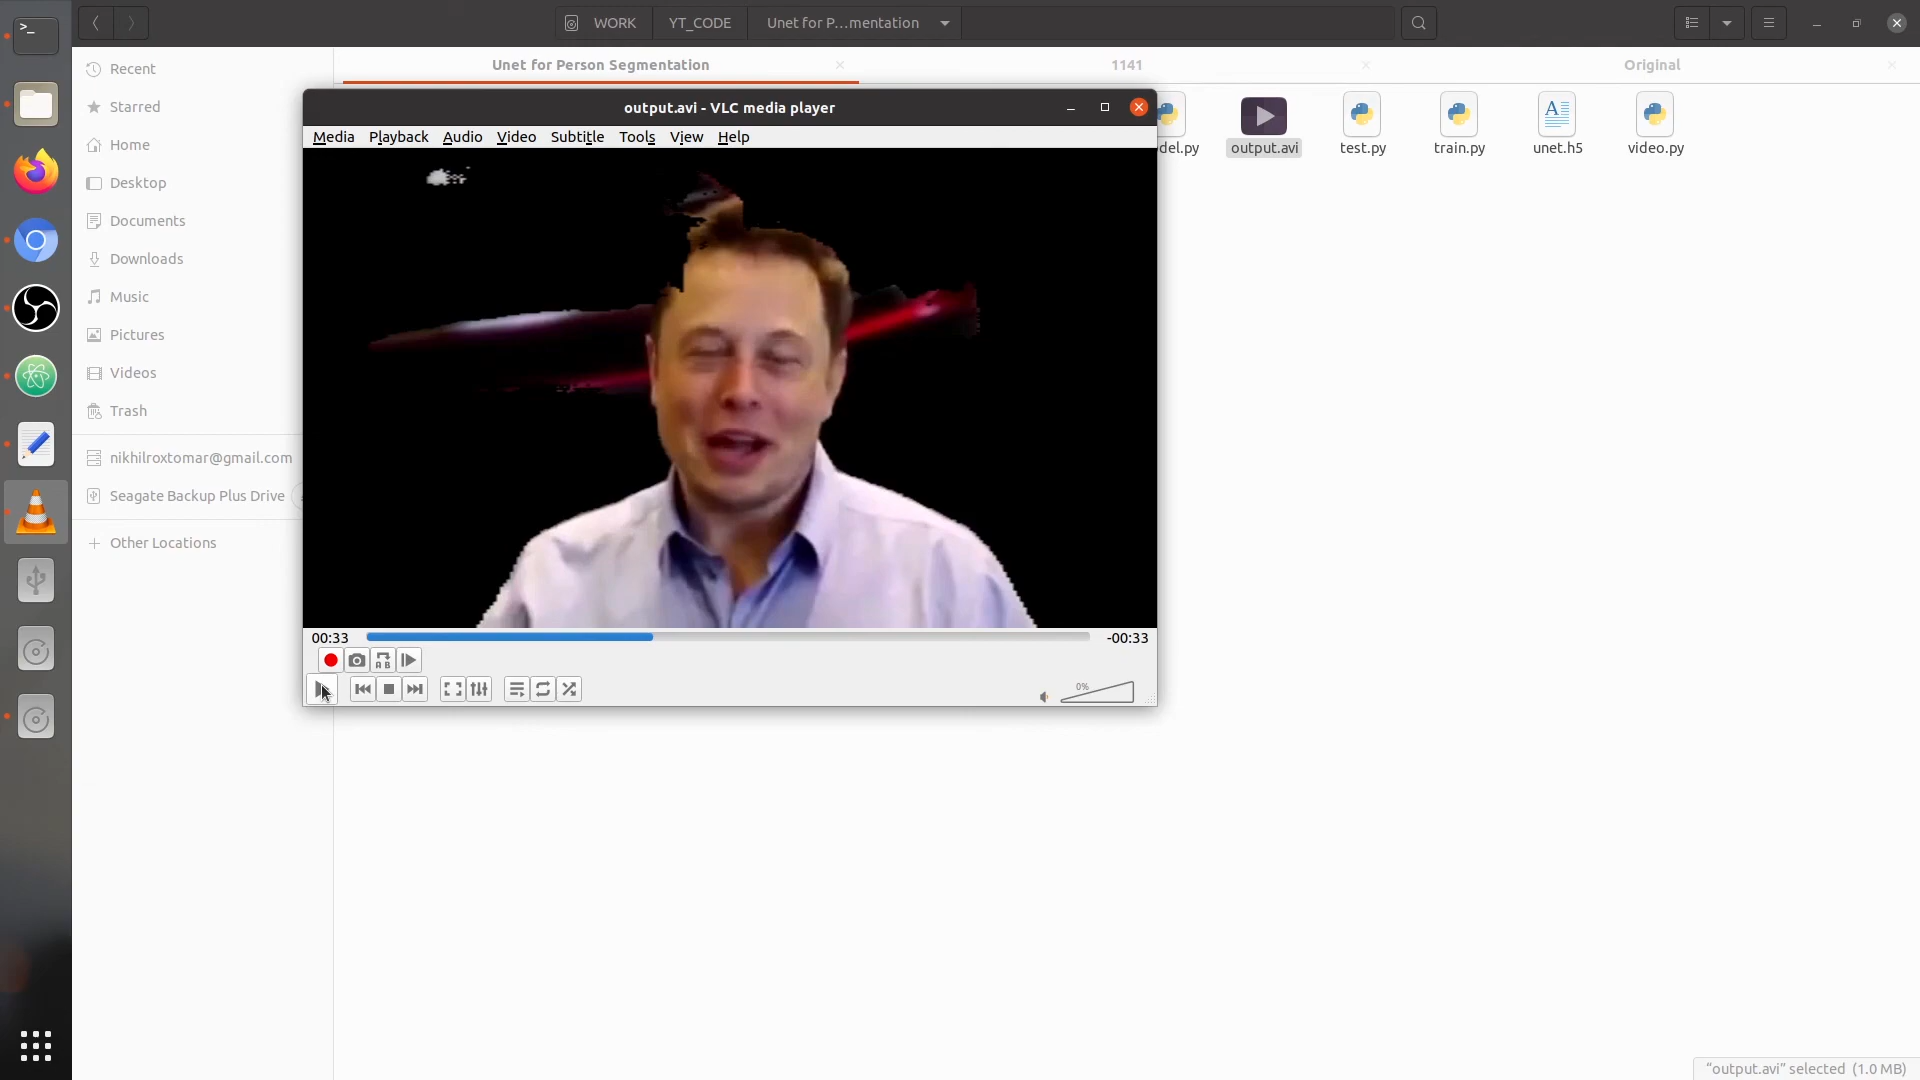 WORK
YT_CODE
Unet for P...mentation
Unet for Person Segmentation
1141
Original
Recent
Starred
Home
Desktop
Documents
Downloads
Music
Pictures
Videos
Trash
nikhilroxtomar@gmail.com
Seagate Backup Plus Drive
+ Other Locations
output.avi - VLC media player
Media Playback Audio Video Subtitle Tools View Help
00:33
-00:33
0%
del.py
output.avi
test.py
train.py
unet.h5
video.py
"output.avi" selected (1.0 MB)